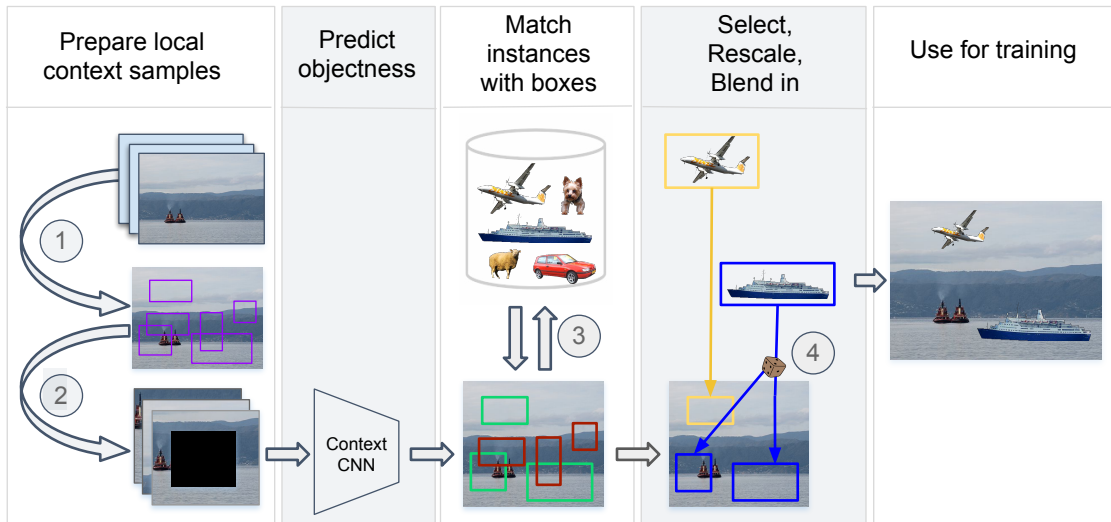 Prepare local
context samples
Predict
objectness
Match
instances
with boxes
Select,
Rescale,
Blend in
Use for training
1
2
Context
CNN
3
4